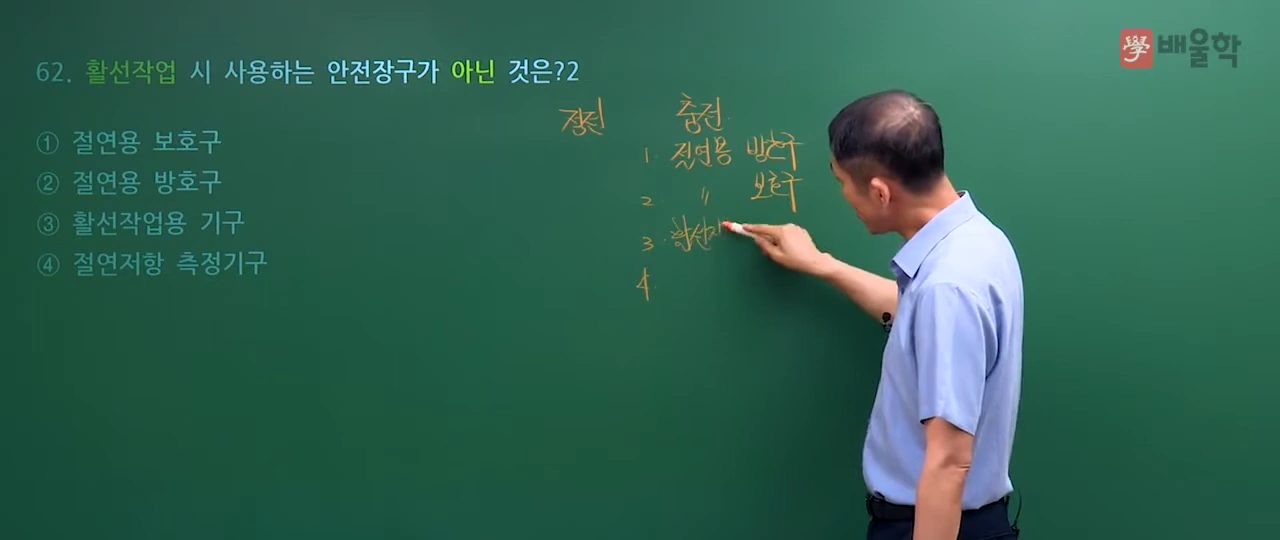 學 배울학
62. 활선작업 시 사용하는 안전장구가 아닌 것은?2
① 절연용 보호구
② 절연용 방호구
③ 활선작업용 기구
④ 절연저항 측정기구
정전 충전
1. 절연용 방호구
2. 〃 보호구
3. 활선ㅈ
4.